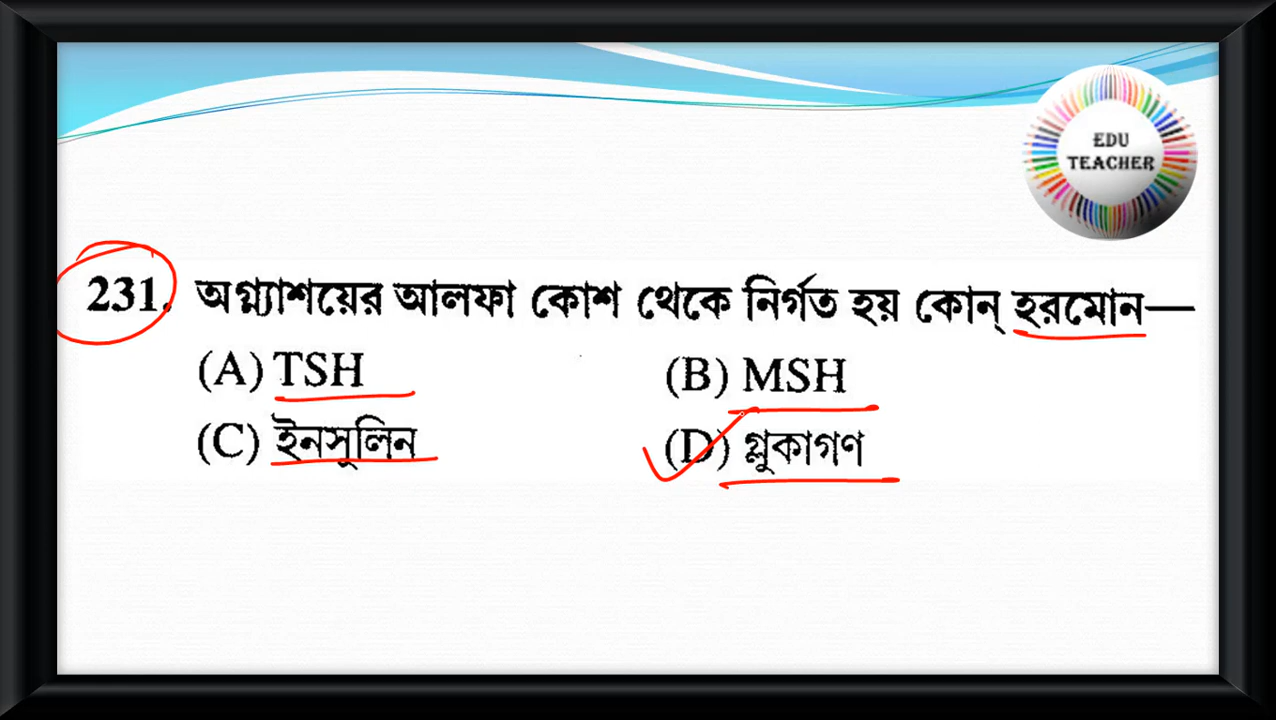 EDU
TEACHER
231. অগ্ন্যাশয়ের আলফা কোশ থেকে নির্গত হয় কোন্ হরমোন—
(A) TSH (B) MSH
(C) ইনসুলিন (D) গ্লুকাগণ